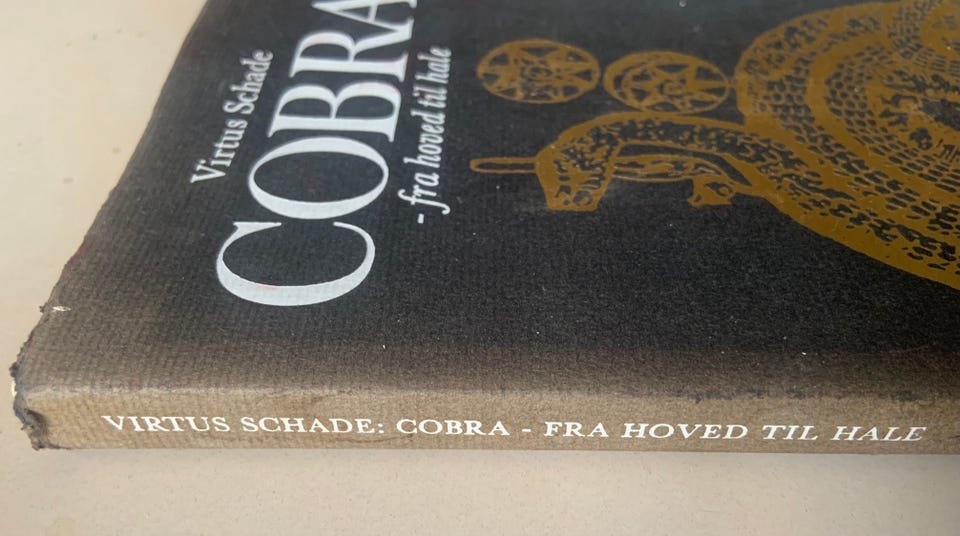 Virtus Schade
COBRA
- fra hoved til hale
VIRTUS SCHADE: COBRA - FRA HOVED TIL HALE